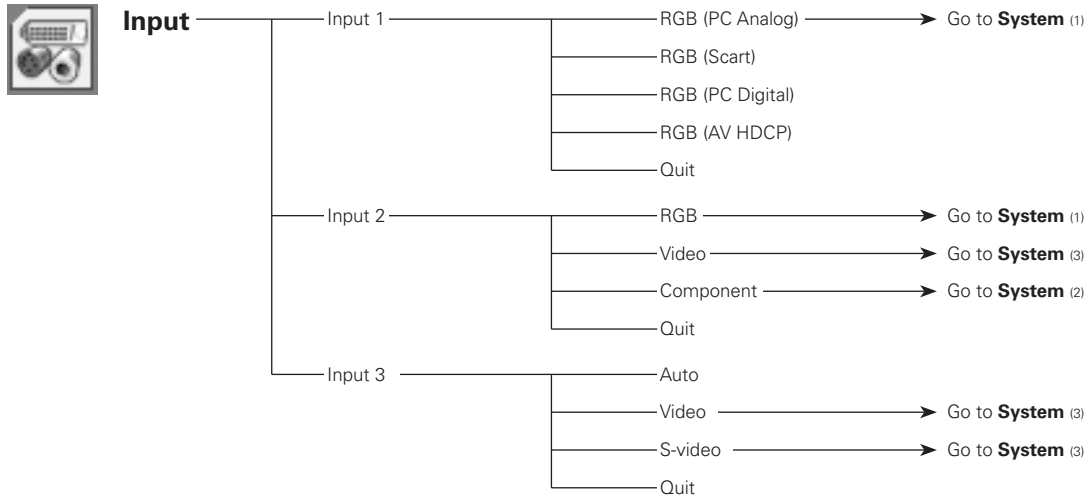 Input
Input 1
RGB (PC Analog) Go to System (1)
RGB (Scart)
RGB (PC Digital)
RGB (AV HDCP)
Quit
Input 2
RGB Go to System (1)
Video Go to System (3)
Component Go to System (2)
Quit
Input 3
Auto
Video Go to System (3)
S-video Go to System (3)
Quit